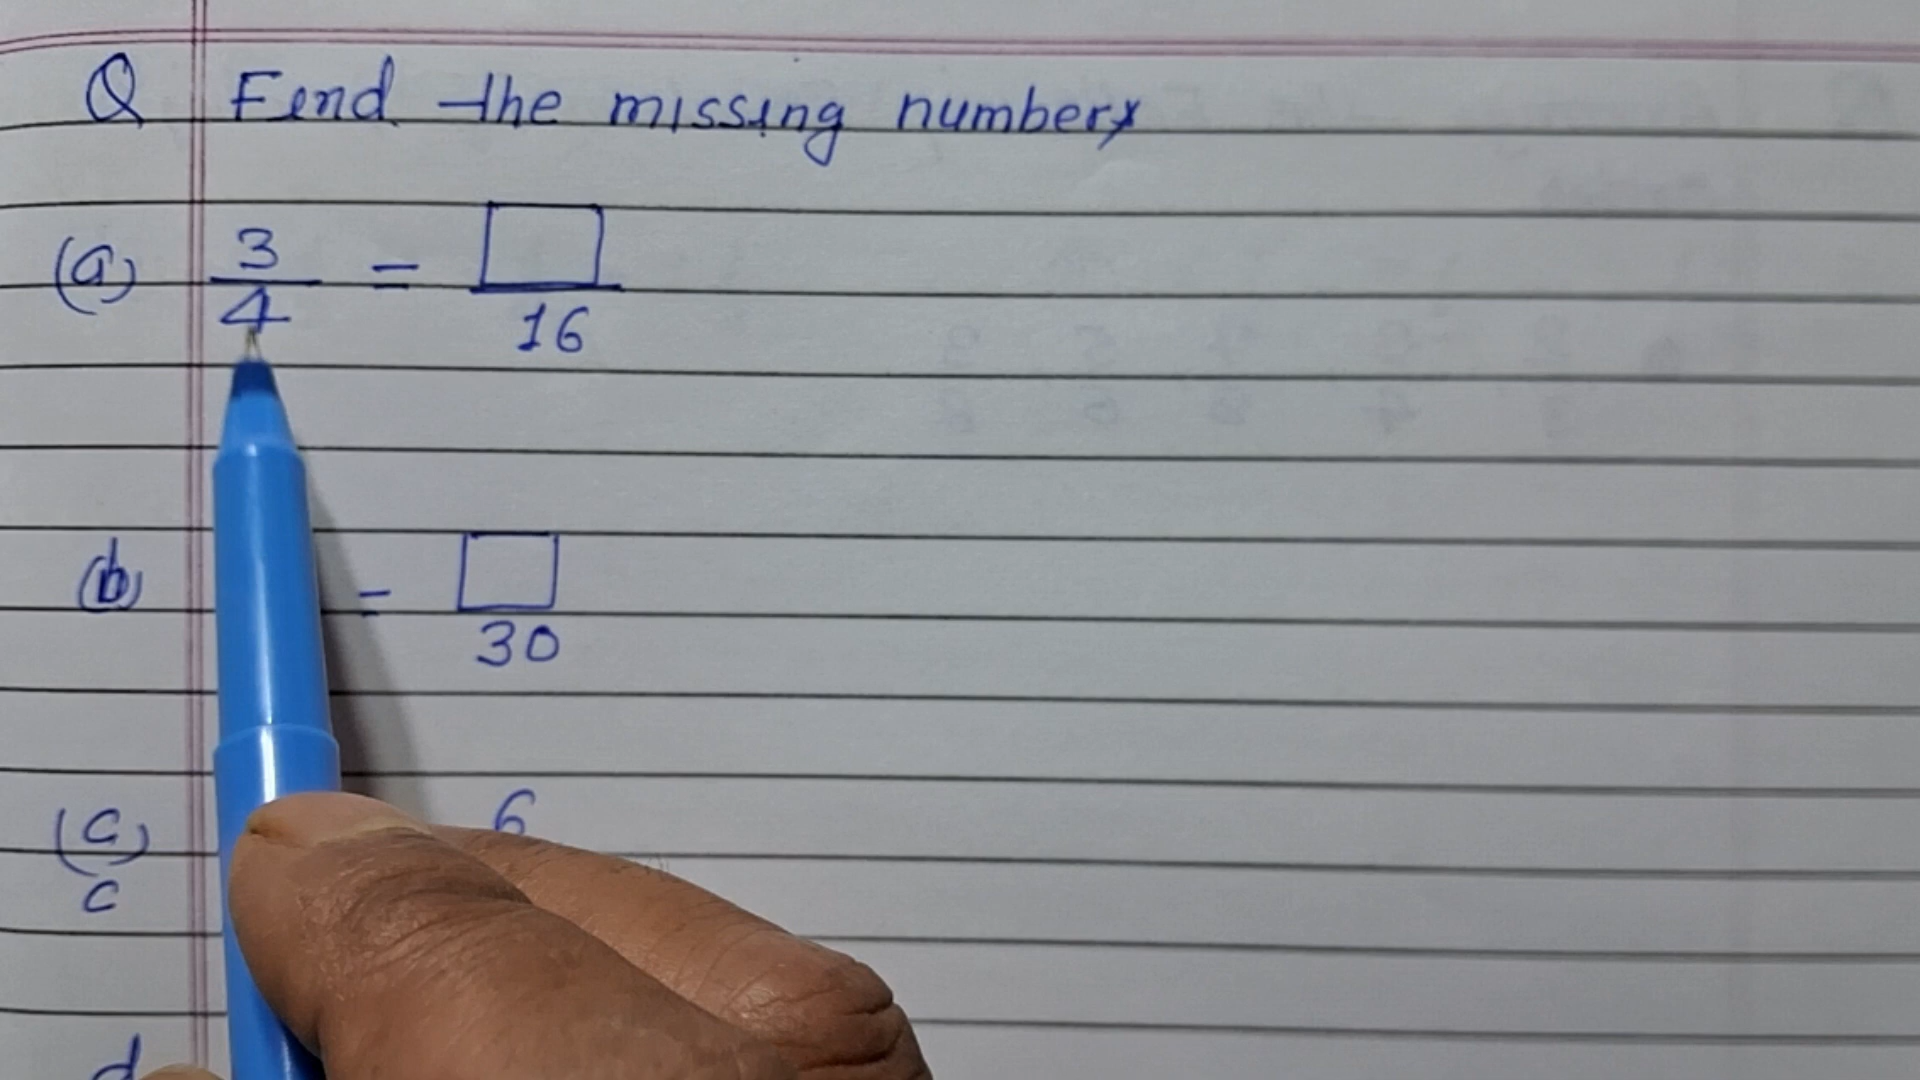 Q Find the missing numbers
(a) 3/4 = □/16
(b) = □/30
(c) 6
c
d